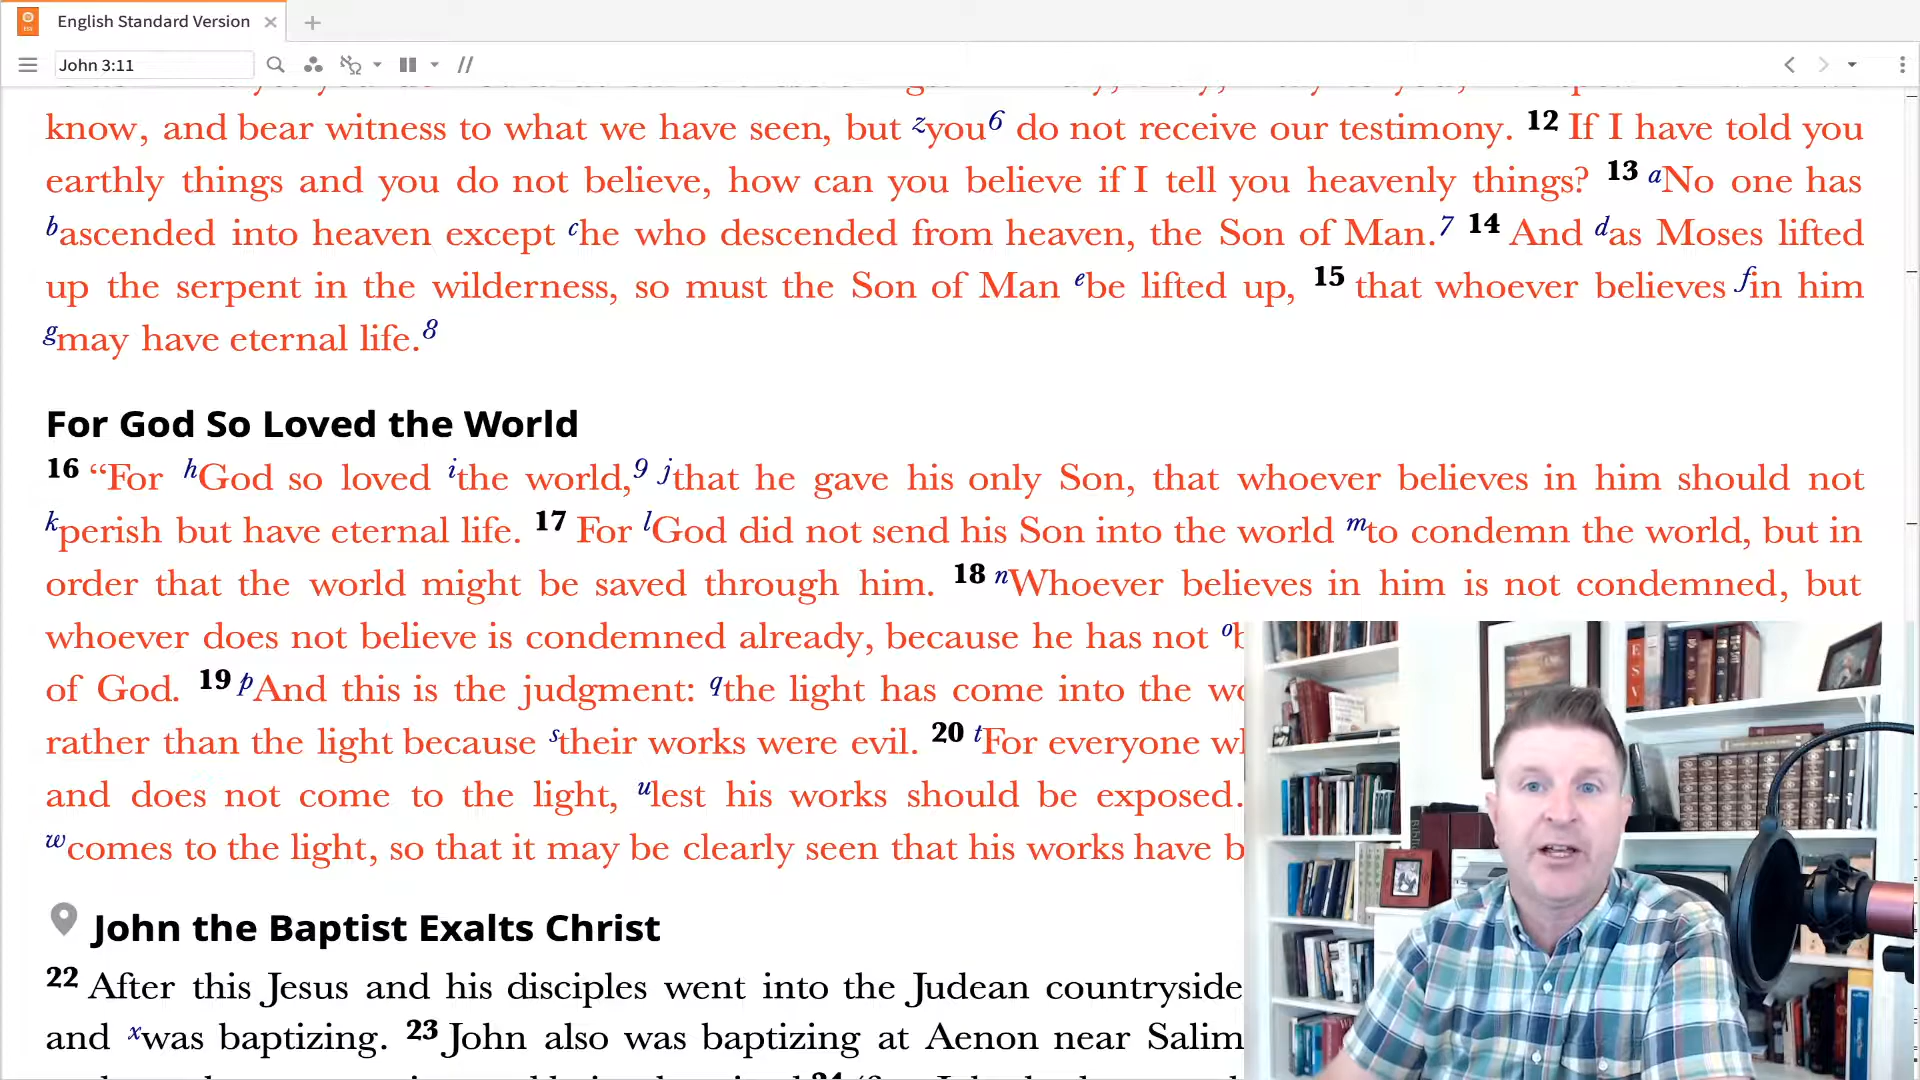 English Standard Version
John 3:11
know, and bear witness to what we have seen, but zyou6 do not receive our testimony. 12 If I have told you
earthly things and you do not believe, how can you believe if I tell you heavenly things? 13 aNo one has
bascended into heaven except che who descended from heaven, the Son of Man.7 14 And das Moses lifted
up the serpent in the wilderness, so must the Son of Man ebe lifted up, 15 that whoever believes fin him
gmay have eternal life.8
For God So Loved the World
16 “For hGod so loved ithe world,9 jthat he gave his only Son, that whoever believes in him should not
kperish but have eternal life. 17 For lGod did not send his Son into the world mto condemn the world, but in
order that the world might be saved through him. 18 nWhoever believes in him is not condemned, but
whoever does not believe is condemned already, because he has not o
of God. 19 pAnd this is the judgment: qthe light has come into the
rather than the light because stheir works were evil. 20 tFor everyone
and does not come to the light, ulest his works should be exposed.
wcomes to the light, so that it may be clearly seen that his works have
John the Baptist Exalts Christ
22 After this Jesus and his disciples went into the Judean countryside
and xwas baptizing. 23 John also was baptizing at Aenon near Salim
ESV